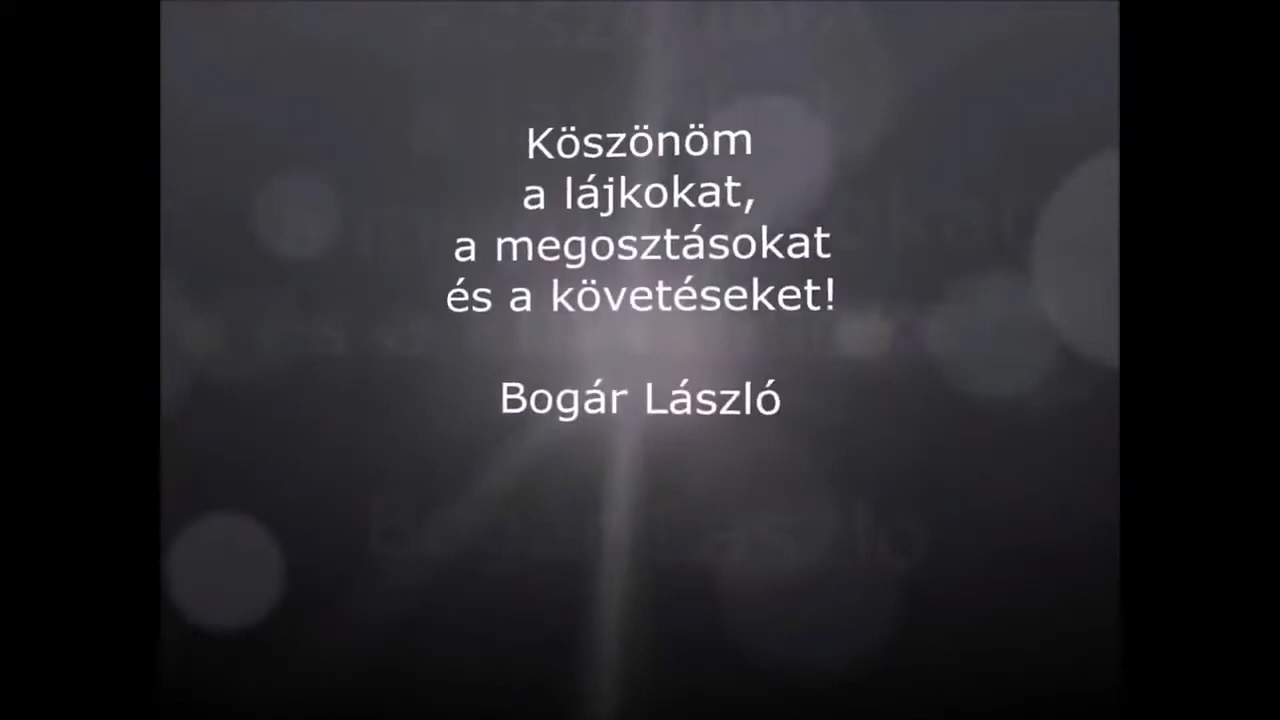 Köszönöm
a lájkokat,
a megosztásokat
és a követéseket!
Bogár László